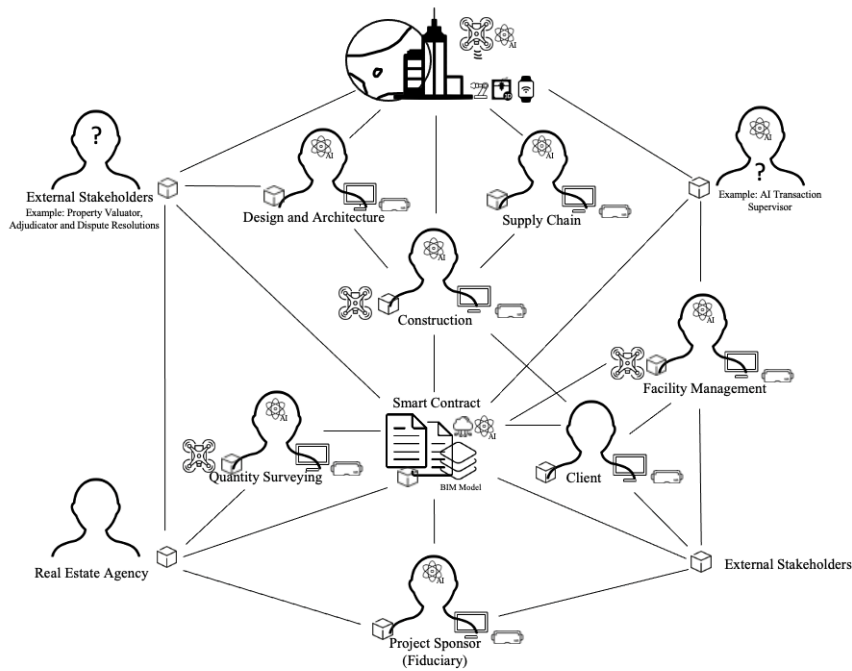 AI
3D
?
AI
?
External Stakeholders
Example: Property Valuator,
Adjudicator and Dispute Resolutions
AI
Design and Architecture
AI
Supply Chain
Example: AI Transaction
Supervisor
AI
Construction
AI
Facility Management
Smart Contract
AI
BIM Model
AI
Quantity Surveying
Client
Real Estate Agency
External Stakeholders
AI
Project Sponsor
(Fiduciary)